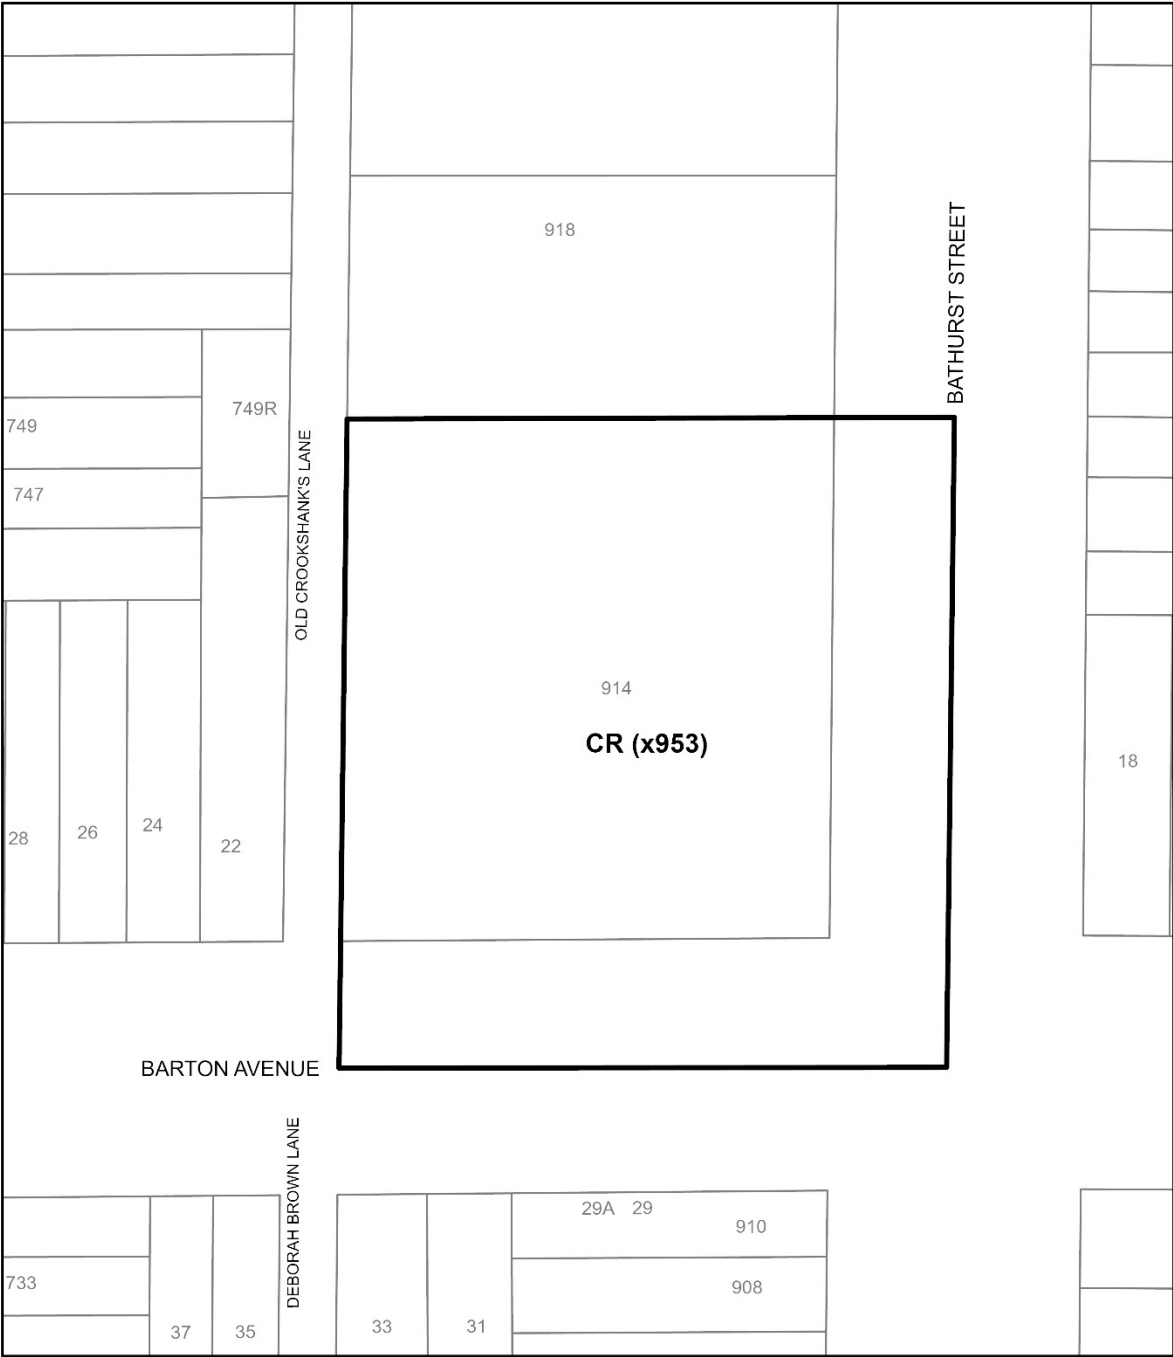 918
BATHURST STREET
749R
749
OLD CROOKSHANK'S LANE
747
914
CR (x953)
18
28
26
24
22
BARTON AVENUE
DEBORAH BROWN LANE
29A 29
910
733
908
37
35
33
31